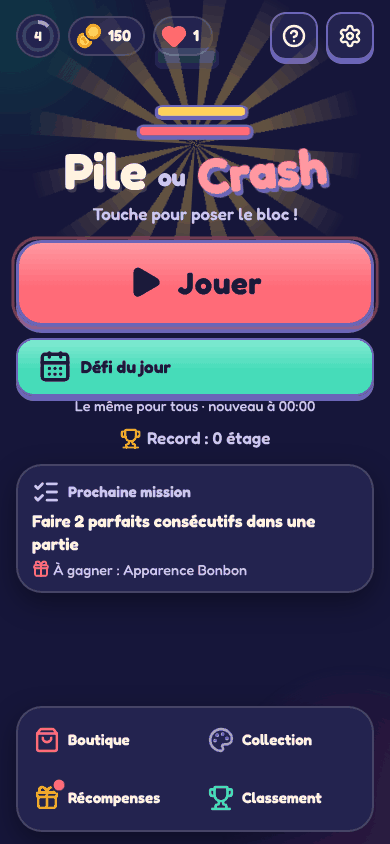 4
150
1
Pile ou Crash
Touche pour poser le bloc !
Jouer
Défi du jour
Le même pour tous · nouveau à 00:00
Record : 0 étage
Prochaine mission
Faire 2 parfaits consécutifs dans une
partie
À gagner : Apparence Bonbon
Boutique
Collection
Récompenses
Classement